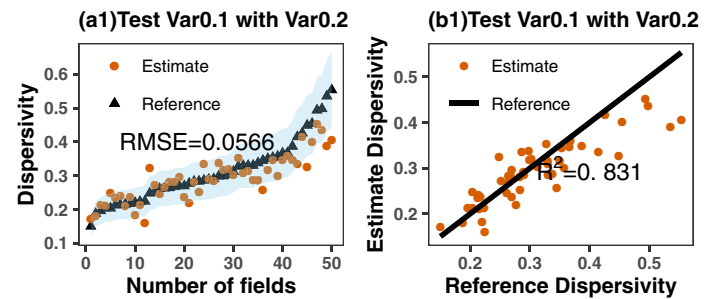 (a1)Test Var0.1 with Var0.2
Dispersivity
0.6
0.5
0.4
0.3
0.2
0.1
Estimate
Reference
RMSE=0.0566
0
10
20
30
40
50
Number of fields
(b1)Test Var0.1 with Var0.2
Estimate Dispersivity
0.5
0.4
0.3
0.2
Estimate
Reference
R²=0. 831
0.2
0.3
0.4
0.5
Reference Dispersivity